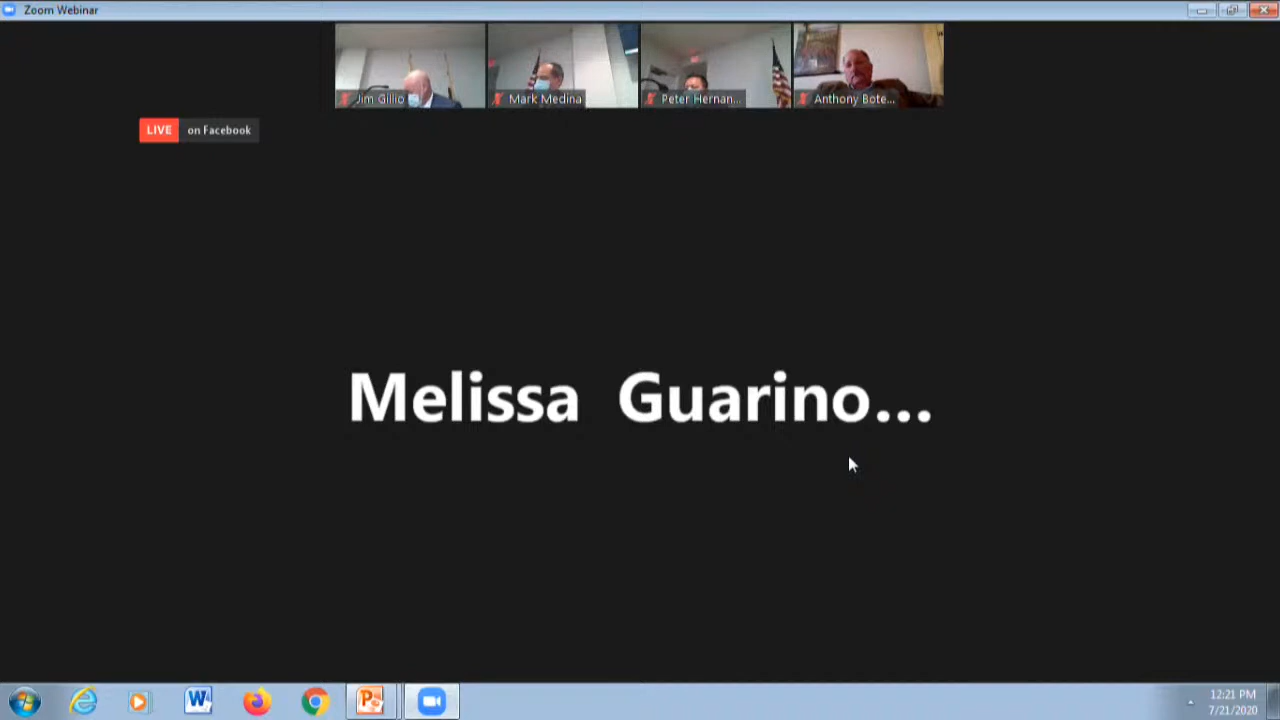 Zoom Webinar
Jim Gillio
Mark Medina
Peter Hernan...
Anthony Bote...
LIVE on Facebook
Melissa Guarino...
12:21 PM
7/21/2020